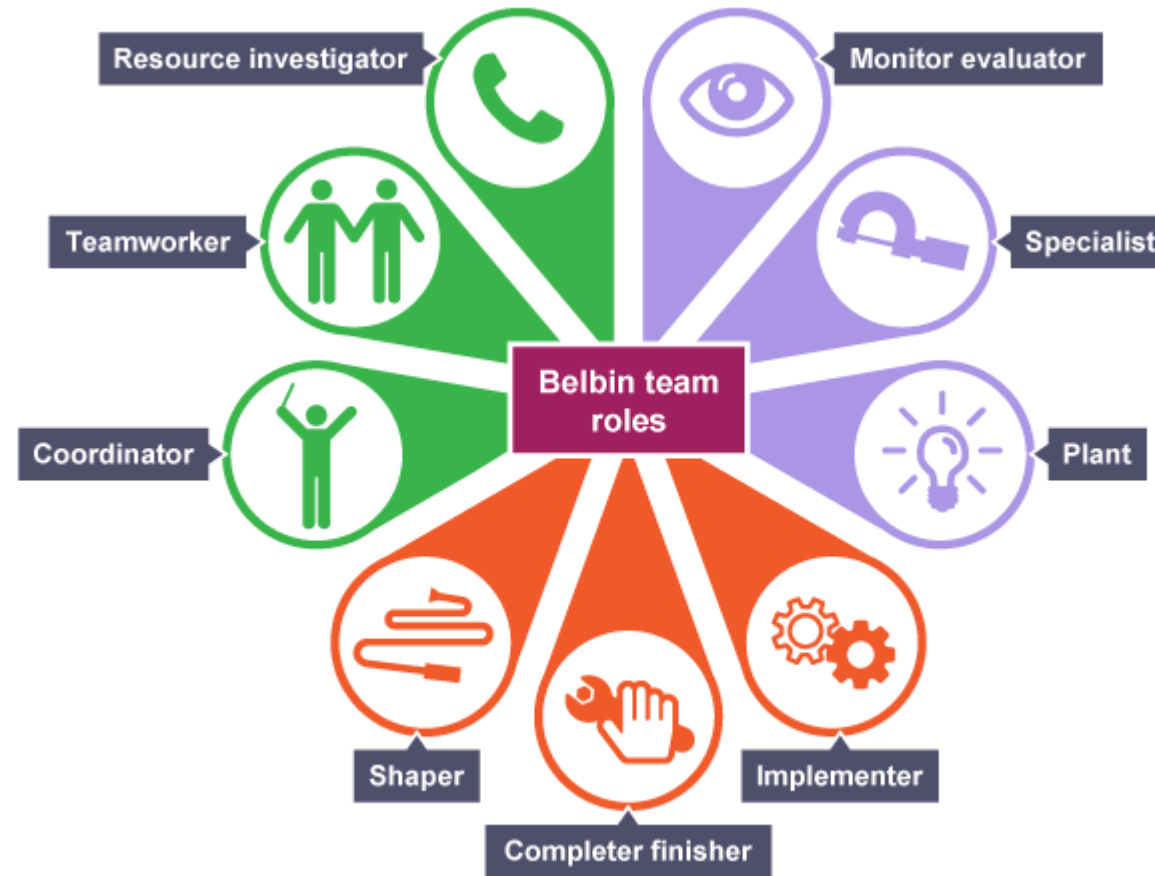 Resource investigator
Monitor evaluator
Teamworker
Specialist
Belbin team
roles
Coordinator
Plant
Shaper
Implementer
Completer finisher